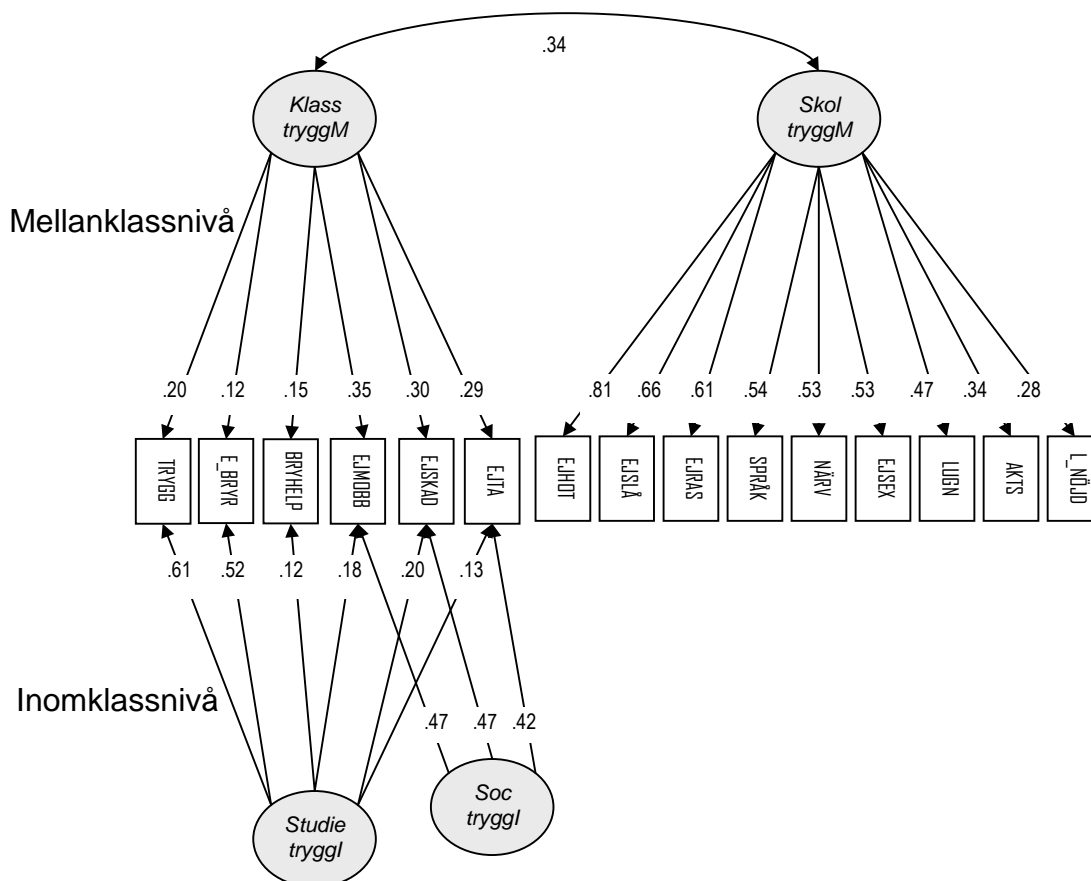 .34
Klass
tryggM
Skol
tryggM
Mellanklassnivå
.20 .12 .15 .35 .30 .29 .81 .66 .61 .54 .53 .53 .47 .34 .28
TRYGG
E_BRYR
BRYHELP
EJMOBB
EJSKAD
EJTA
EJHOT
EJSLÅ
EJRAS
SPRÅK
NÄRV
EJSEX
LUGN
AKTS
L_NÖJD
.61 .52 .12 .18 .20 .13
Inomklassnivå
.47 .47 .42
Soc
tryggI
Studie
tryggI